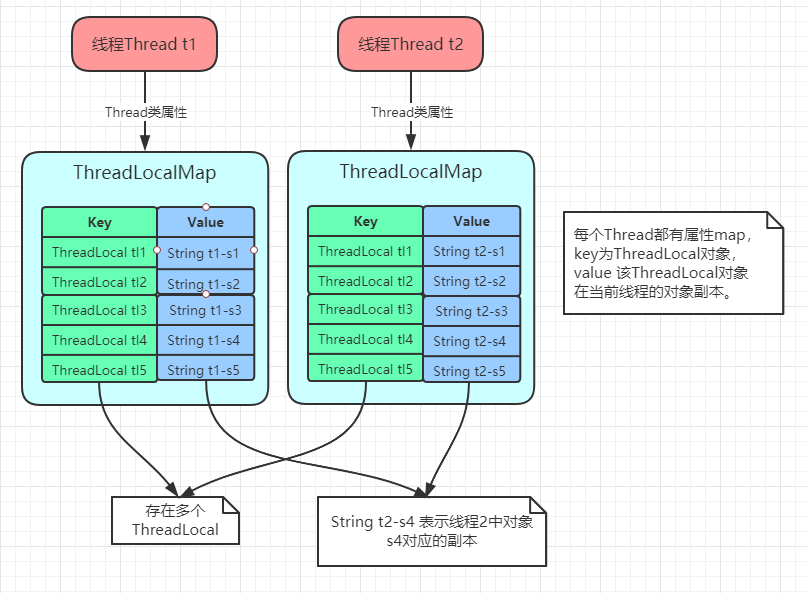 线程Thread t1
线程Thread t2
Thread类属性
Thread类属性
ThreadLocalMap
Key Value
ThreadLocal tl1 String t1-s1
ThreadLocal tl2 String t1-s2
ThreadLocal tl3 String t1-s3
ThreadLocal tl4 String t1-s4
ThreadLocal tl5 String t1-s5
ThreadLocalMap
Key Value
ThreadLocal tl1 String t2-s1
ThreadLocal tl2 String t2-s2
ThreadLocal tl3 String t2-s3
ThreadLocal tl4 String t2-s4
ThreadLocal tl5 String t2-s5
每个Thread都有属性map，
key为ThreadLocal对象，
value 该ThreadLocal对象
在当前线程的对象副本。
存在多个
ThreadLocal
String t2-s4 表示线程2中对象
s4对应的副本